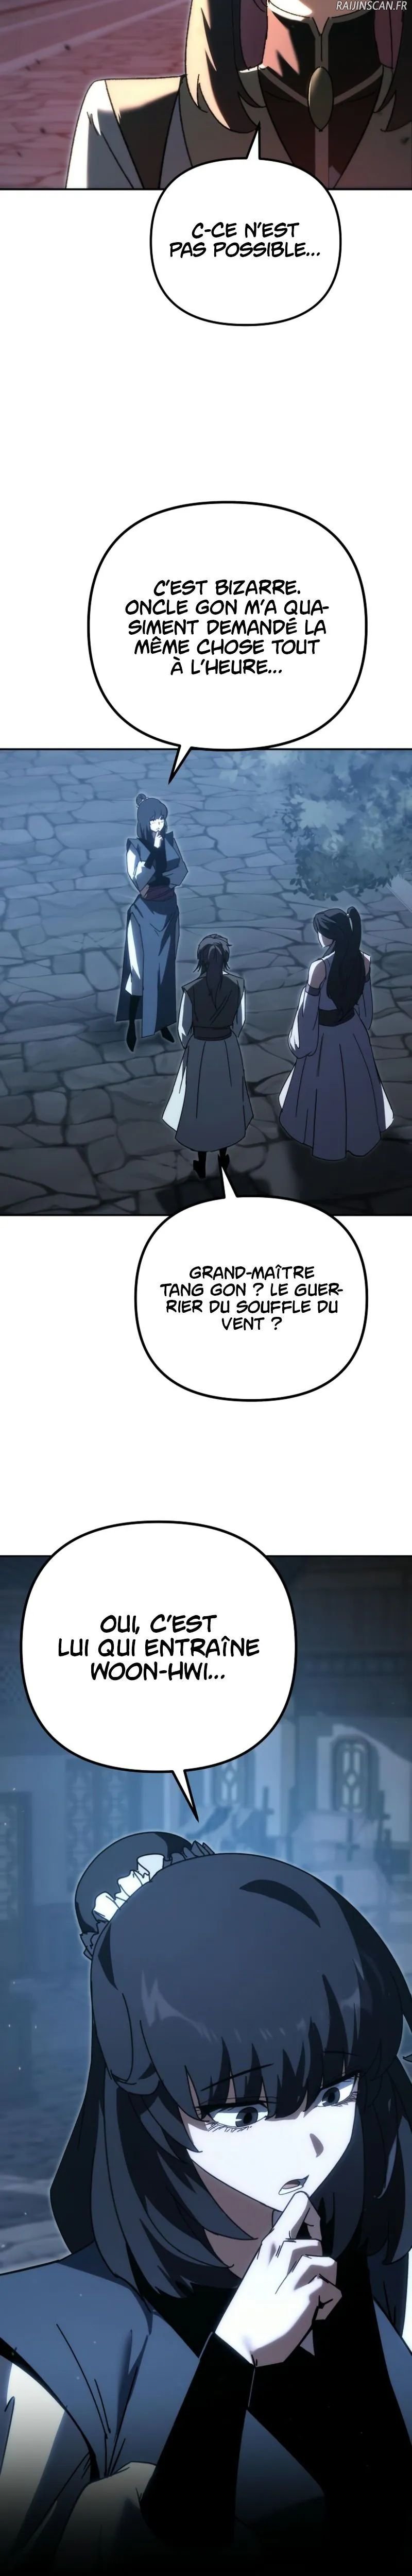 RAIJINSCAN.FR
C-CE N'EST
PAS POSSIBLE...
C'EST BIZARRE.
ONCLE GON M'A QUA-
SIMENT DEMANDÉ LA
MÊME CHOSE TOUT
À L'HEURE...
GRAND-MAÎTRE
TANG GON ? LE GUER-
RIER DU SOUFFLE DU
VENT ?
OUI, C'EST
LUI QUI ENTRAÎNE
WOON-HWI...